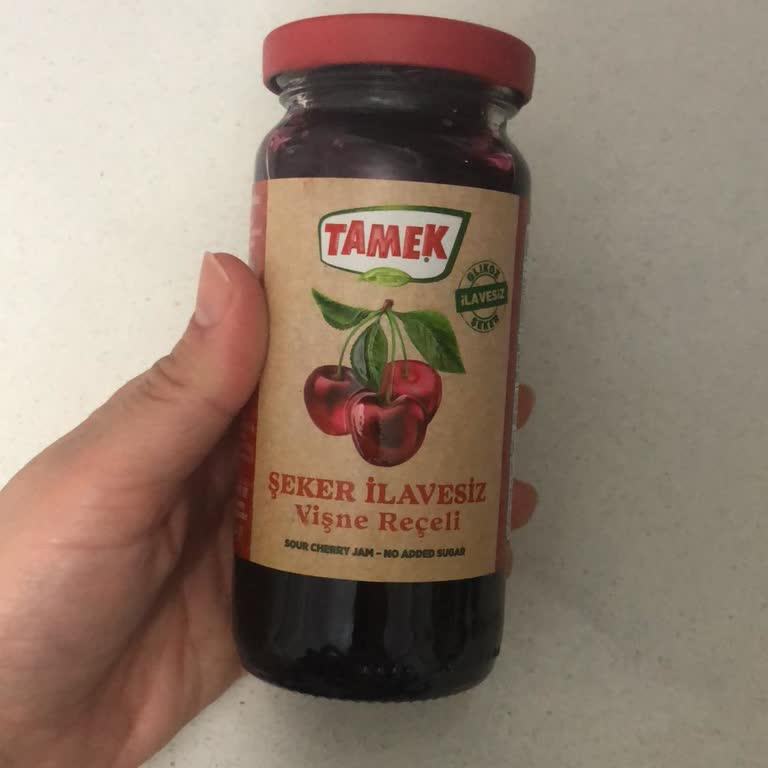 TAMEK
GLİKOZ
İLAVESİZ
ŞEKER
ŞEKER İLAVESİZ
Vişne Reçeli
SOUR CHERRY JAM - NO ADDED SUGAR